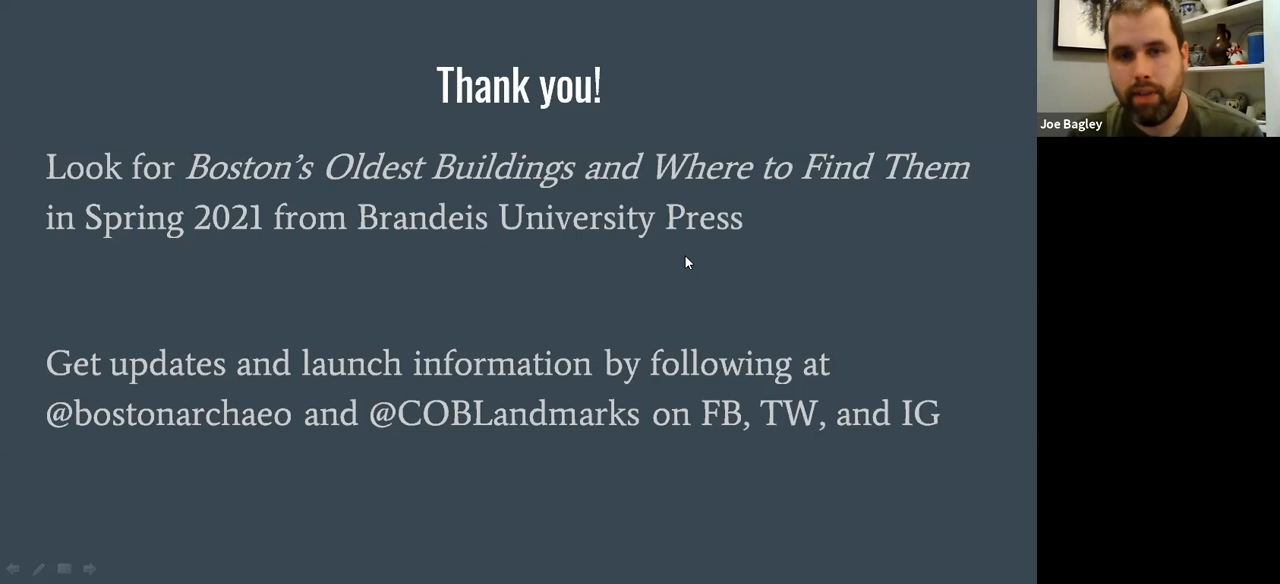 Thank you!
Look for Boston's Oldest Buildings and Where to Find Them
in Spring 2021 from Brandeis University Press
Get updates and launch information by following at
@bostonarchaeo and @COBLandmarks on FB, TW, and IG
Joe Bagley